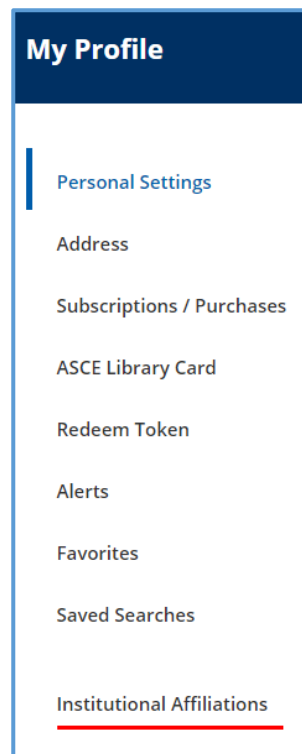 My Profile
Personal Settings
Address
Subscriptions / Purchases
ASCE Library Card
Redeem Token
Alerts
Favorites
Saved Searches
Institutional Affiliations